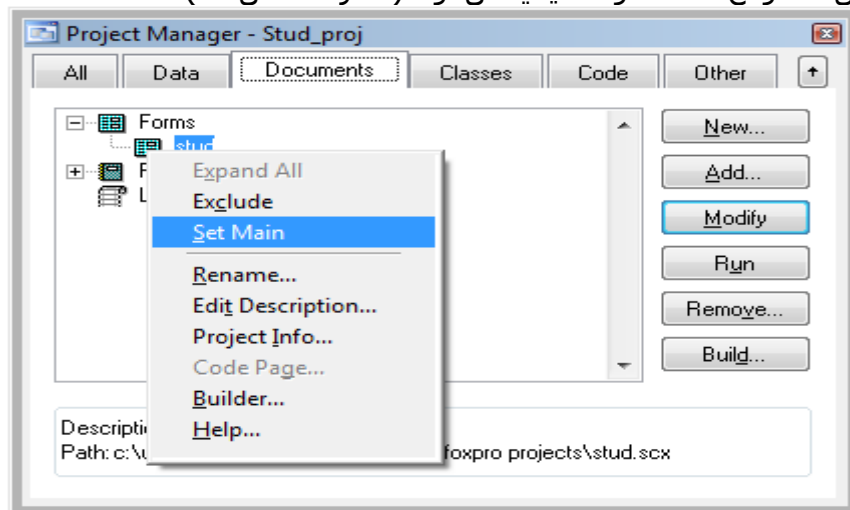 Project Manager - Stud_proj
All Data Documents Classes Code Other
Forms
stud
Expand All
Exclude
Set Main
Rename...
Edit Description...
Project Info...
Code Page...
Builder...
Help...
New...
Add...
Modify
Run
Remove...
Build...
Descripti
Path: c:\u foxpro projects\stud.scx